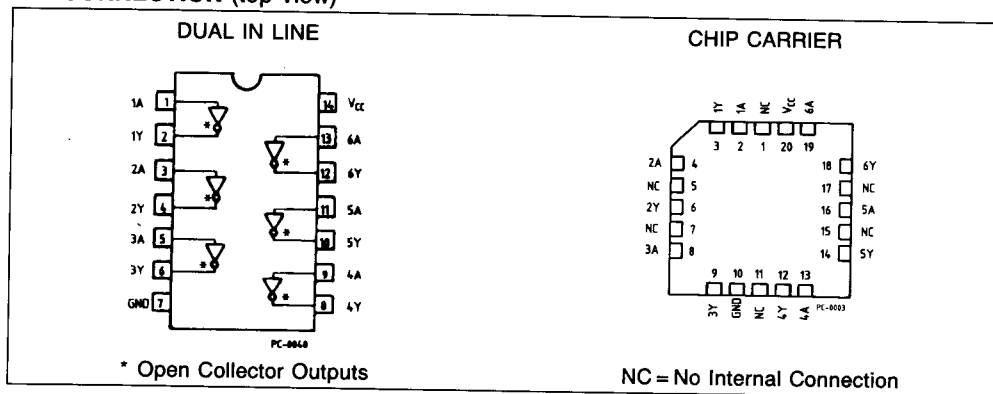 CONNECTION (top view)
DUAL IN LINE
1A 1
1Y 2
2A 3
2Y 4
3A 5
3Y 6
GND 7
14 VCC
13 6A
12 6Y
11 5A
10 5Y
9 4A
8 4Y
*
*
*
*
*
*
PC-0040
* Open Collector Outputs
CHIP CARRIER
1Y 1A NC VCC 6A
3 2 1 20 19
2A 4
NC 5
2Y 6
NC 7
3A 8
18 6Y
17 NC
16 5A
15 NC
14 5Y
9 10 11 12 13
3Y GND NC 4Y 4A
PC-0003
NC = No Internal Connection